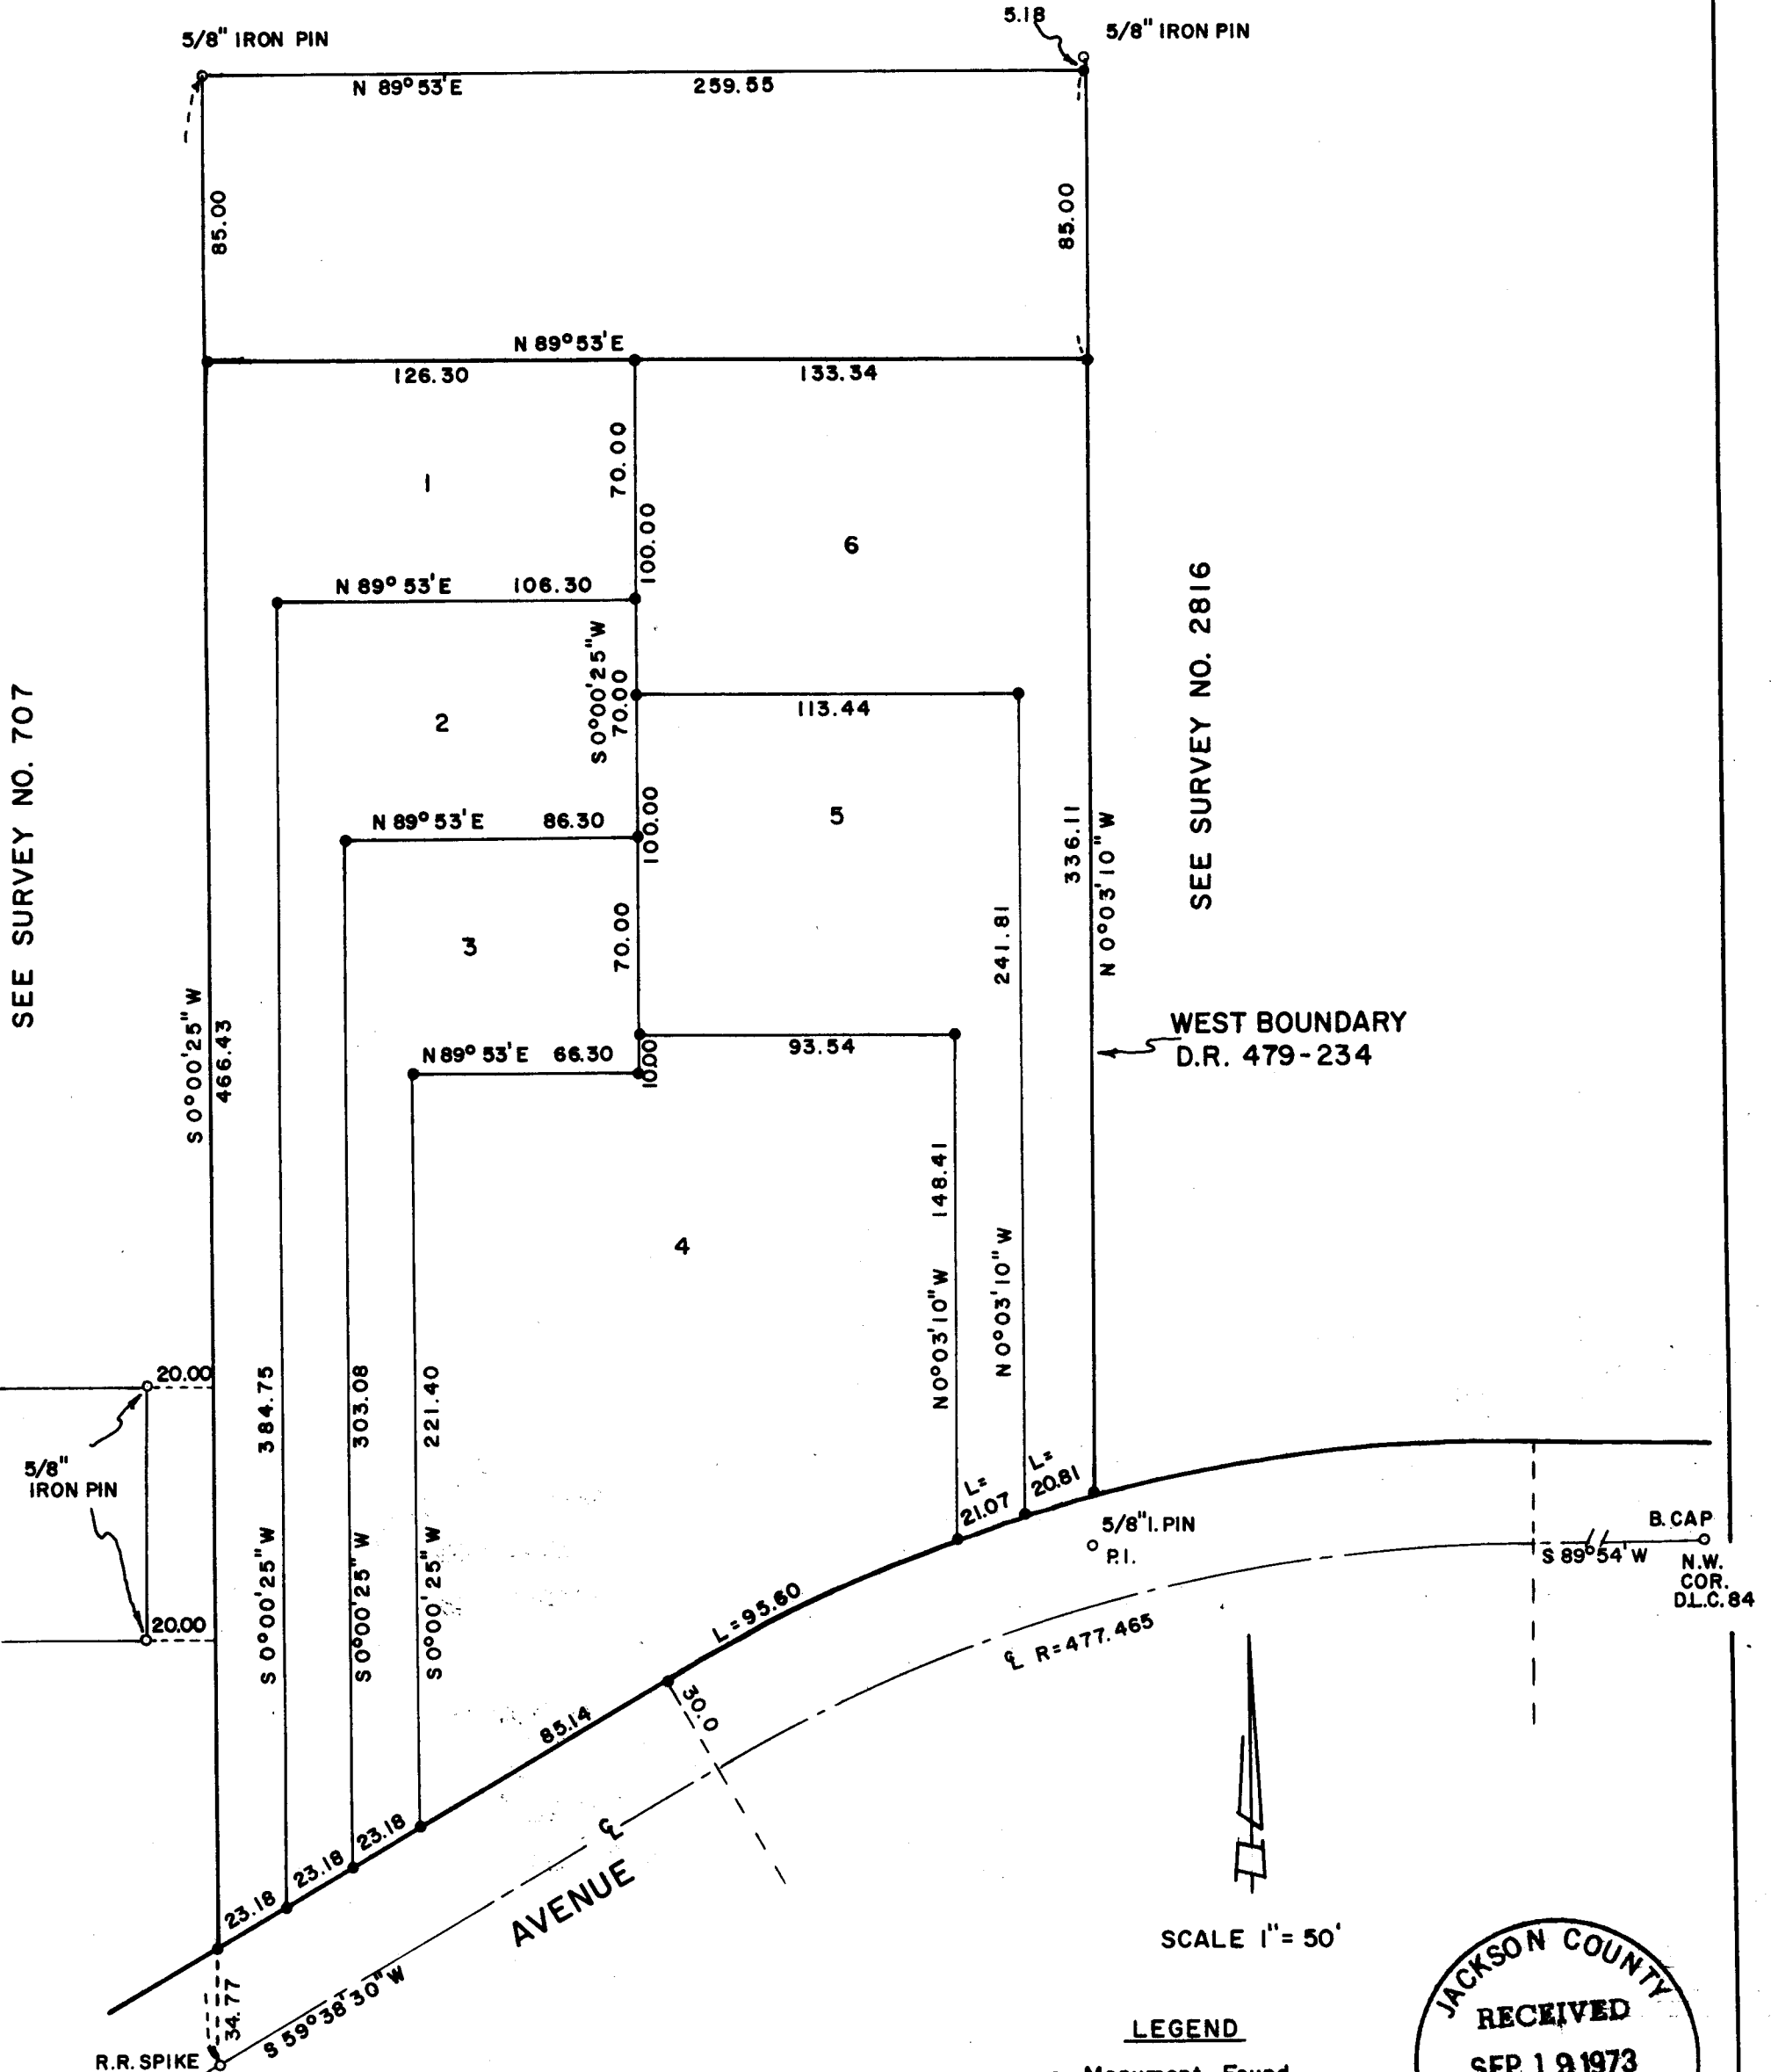 5.18
5/8" IRON PIN
5/8" IRON PIN
N 89°53'E
259.55
85.00
85.00
N 89°53'E
126.30
133.34
70.00
1
100.00
6
N 89° 53'E
106.30
S 0°00'25"W
70.00
113.44
2
SEE SURVEY NO. 707
SEE SURVEY NO. 2816
N 89° 53'E
86.30
100.00
5
336.11
N 0°03'10" W
3
70.00
241.81
S 0°00'25" W
466.43
N 89° 53'E
66.30
10.00
93.54
WEST BOUNDARY
D.R. 479-234
148.41
4
N 0°03'10" W
N 0°03'10" W
20.00
384.75
303.08
221.40
5/8"
IRON PIN
20.00
S 0°00'25" W
S 0°00'25" W
S 0°00'25" W
L=
21.07
L=
20.81
5/8" I. PIN
P.I.
B. CAP
S 89°54' W
N.W.
COR.
D.L.C. 84
L = 95.60
℄ R=477.465
30.0
85.14
23.18
23.18
23.18
℄
AVENUE
S 59°38'30" W
34.77
R.R. SPIKE
SCALE 1" = 50'
LEGEND
Monument Found
JACKSON COUNTY
RECEIVED
SEP 19 1973